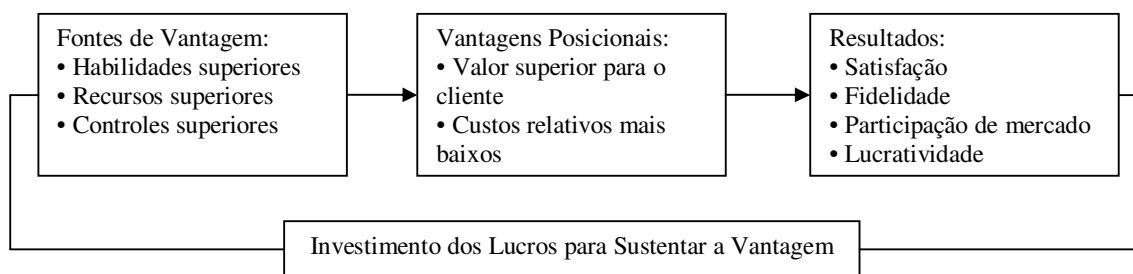 Fontes de Vantagem:
• Habilidades superiores
• Recursos superiores
• Controles superiores
Vantagens Posicionais:
• Valor superior para o
cliente
• Custos relativos mais
baixos
Resultados:
• Satisfação
• Fidelidade
• Participação de mercado
• Lucratividade
Investimento dos Lucros para Sustentar a Vantagem